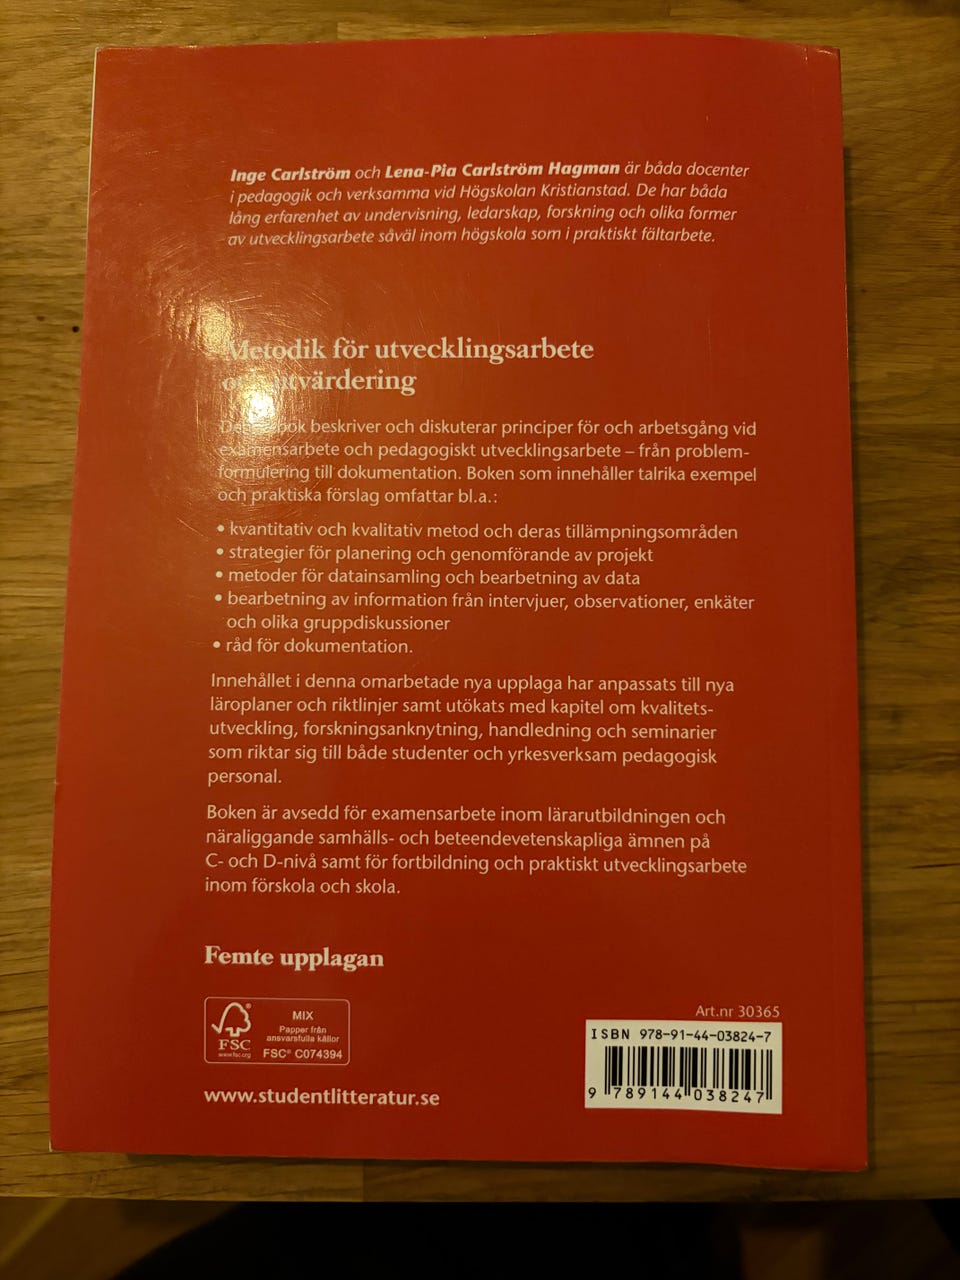 Inge Carlström och Lena-Pia Carlström Hagman är båda docenter
i pedagogik och verksamma vid Högskolan Kristianstad. De har båda
lång erfarenhet av undervisning, ledarskap, forskning och olika former
av utvecklingsarbete såväl inom högskola som i praktiskt fältarbete.
Metodik för utvecklingsarbete
och utvärdering
Denna bok beskriver och diskuterar principer för och arbetsgång vid
examensarbete och pedagogiskt utvecklingsarbete – från problem-
formulering till dokumentation. Boken som innehåller talrika exempel
och praktiska förslag omfattar bl.a.:
• kvantitativ och kvalitativ metod och deras tillämpningsområden
• strategier för planering och genomförande av projekt
• metoder för datainsamling och bearbetning av data
• bearbetning av information från intervjuer, observationer, enkäter
och olika gruppdiskussioner
• råd för dokumentation.
Innehållet i denna omarbetade nya upplaga har anpassats till nya
läroplaner och riktlinjer samt utökats med kapitel om kvalitets-
utveckling, forskningsanknytning, handledning och seminarier
som riktar sig till både studenter och yrkesverksam pedagogisk
personal.
Boken är avsedd för examensarbete inom lärarutbildningen och
näraliggande samhälls- och beteendevetenskapliga ämnen på
C- och D-nivå samt för fortbildning och praktiskt utvecklingsarbete
inom förskola och skola.
Femte upplagan
FSC
www.fsc.org
MIX
Papper från
ansvarsfulla källor
FSC® C074394
www.studentlitteratur.se
Art.nr 30365
ISBN 978-91-44-03824-7
9 789144 038247